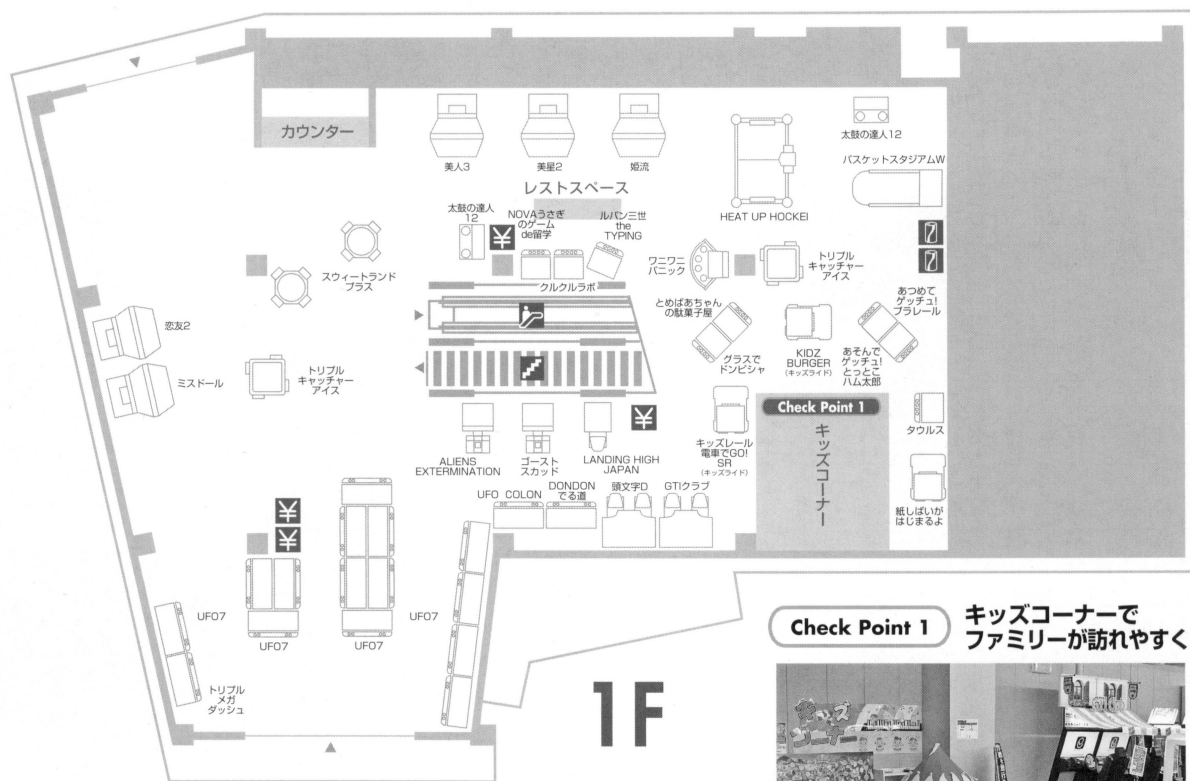 カウンター
美人3
美星2
姫流
HEAT UP HOCKEI
太鼓の達人12
バスケットスタジアムW
レストスペース
太鼓の達人
12
¥
NOVAうさぎ
のゲーム
de留学
ルパン三世
the
TYPING
クルクルラボ
ワニワニ
パニック
トリプル
キャッチャー
アイス
スウィートランド
プラス
恋友2
ミスドール
トリプル
キャッチャー
アイス
とめばあちゃん
の駄菓子屋
グラスで
ドンピシャ
KIDZ
BURGER
(キッズライド)
あつめて
ゲッチュ!
プラレール
あそんで
ゲッチュ!
とっとこ
ハム太郎
ALIENS
EXTERMINATION
ゴースト
スカッド
LANDING HIGH
JAPAN
¥
キッズレール
電車でGO!
SR
(キッズライド)
Check Point 1
キッズコーナー
タウルス
紙しばいが
はじまるよ
UFO COLON
DONDON
でる道
頭文字D
GTIクラブ
¥
¥
UFO7
UFO7
UFO7
UFO7
トリプル
メガ
ダッシュ
1F
Check Point 1
キッズコーナーで
ファミリーが訪れやすく
キッズ
コーナー